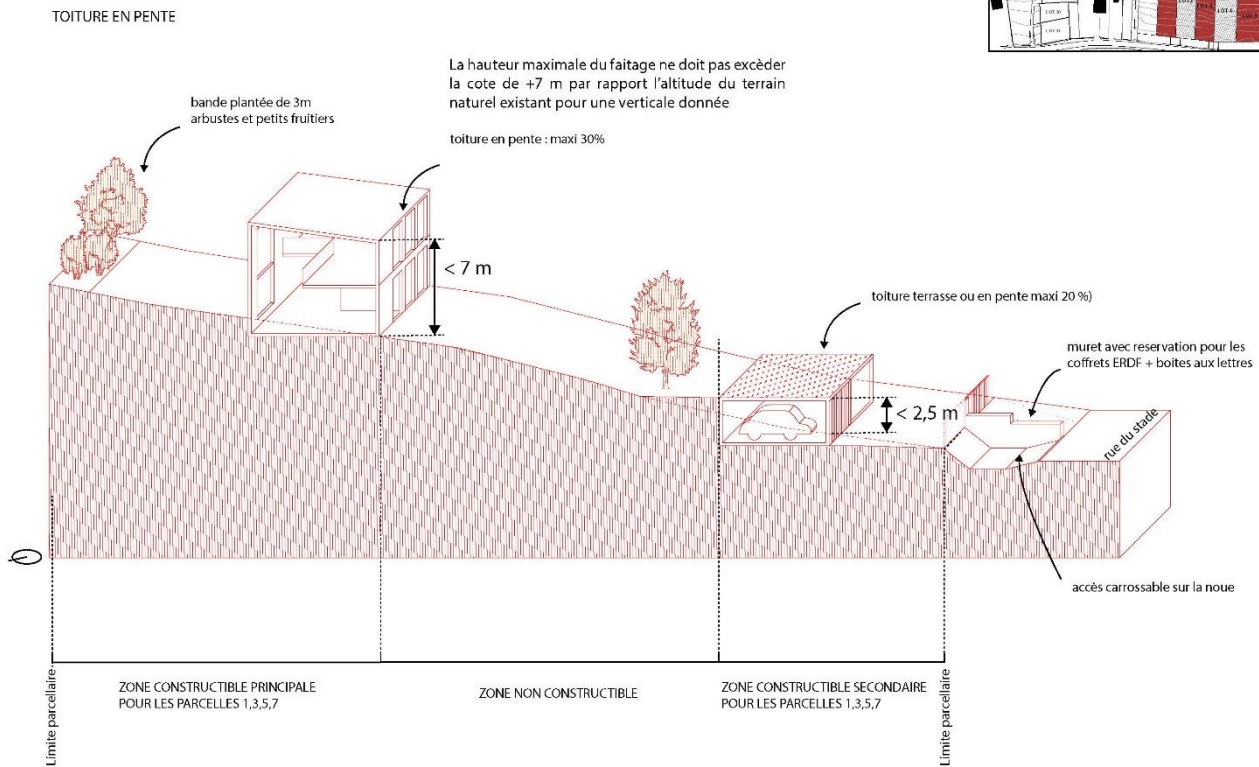 TOITURE EN PENTE
LOT 10
LOT 11
La hauteur maximale du faitage ne doit pas excèder
la cote de +7 m par rapport l'altitude du terrain
naturel existant pour une verticale donnée
toiture en pente : maxi 30%
bande plantée de 3m
arbustes et petits fruitiers
< 7 m
toiture terrasse ou en pente maxi 20 %)
muret avec reservation pour les
coffrets ERDF + boites aux lettres
< 2,5 m
rue du stade
accès carrossable sur la noue
Limite parcellaire
ZONE CONSTRUCTIBLE PRINCIPALE
POUR LES PARCELLES 1,3,5,7
ZONE NON CONSTRUCTIBLE
ZONE CONSTRUCTIBLE SECONDAIRE
POUR LES PARCELLES 1,3,5,7
Limite parcellaire